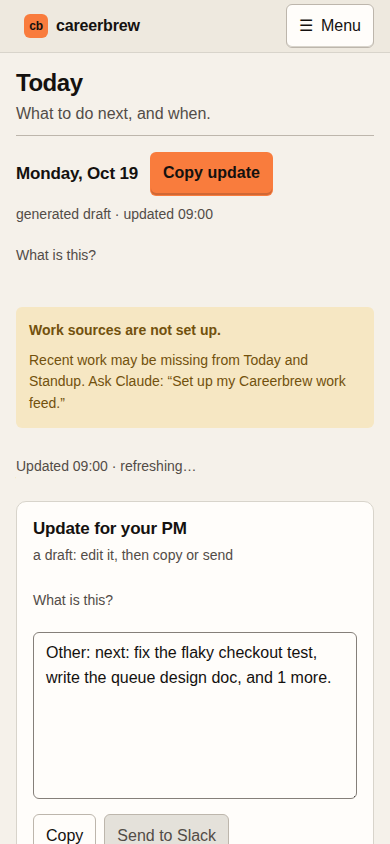 cb careerbrew
☰ Menu
Today
What to do next, and when.
Monday, Oct 19
Copy update
generated draft · updated 09:00
What is this?
Work sources are not set up.
Recent work may be missing from Today and
Standup. Ask Claude: “Set up my Careerbrew work
feed.”
Updated 09:00 · refreshing…
Update for your PM
a draft: edit it, then copy or send
What is this?
Other: next: fix the flaky checkout test,
write the queue design doc, and 1 more.
Copy
Send to Slack